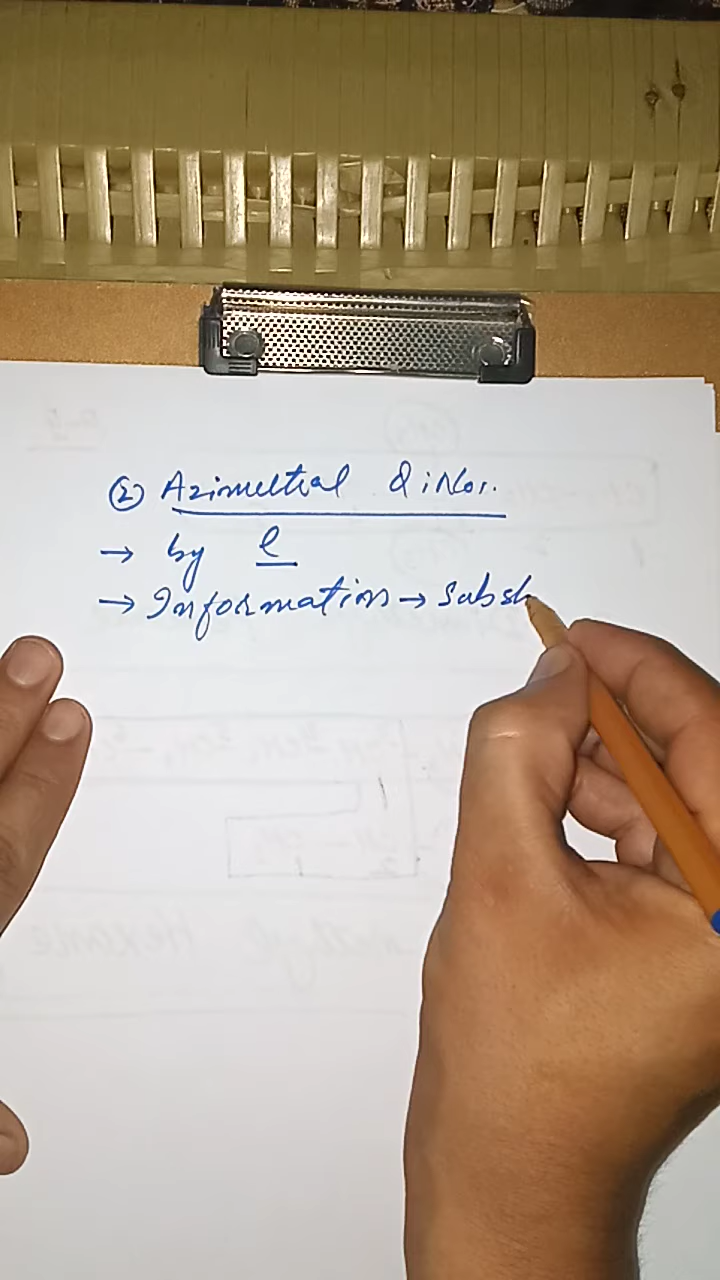 ② Azimuthal Q. No.
→ by l
→ Information → Subsh